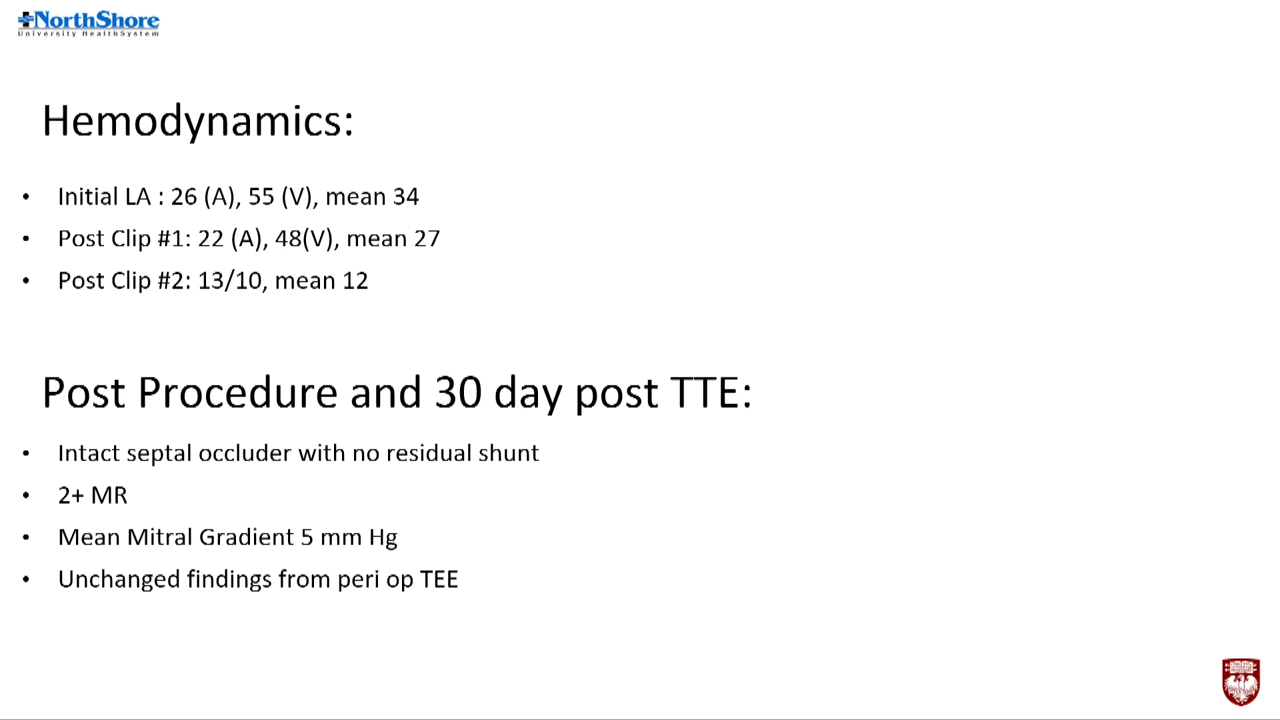 NorthShore
University HealthSystem
Hemodynamics:
• Initial LA : 26 (A), 55 (V), mean 34
• Post Clip #1: 22 (A), 48(V), mean 27
• Post Clip #2: 13/10, mean 12
Post Procedure and 30 day post TTE:
• Intact septal occluder with no residual shunt
• 2+ MR
• Mean Mitral Gradient 5 mm Hg
• Unchanged findings from peri op TEE